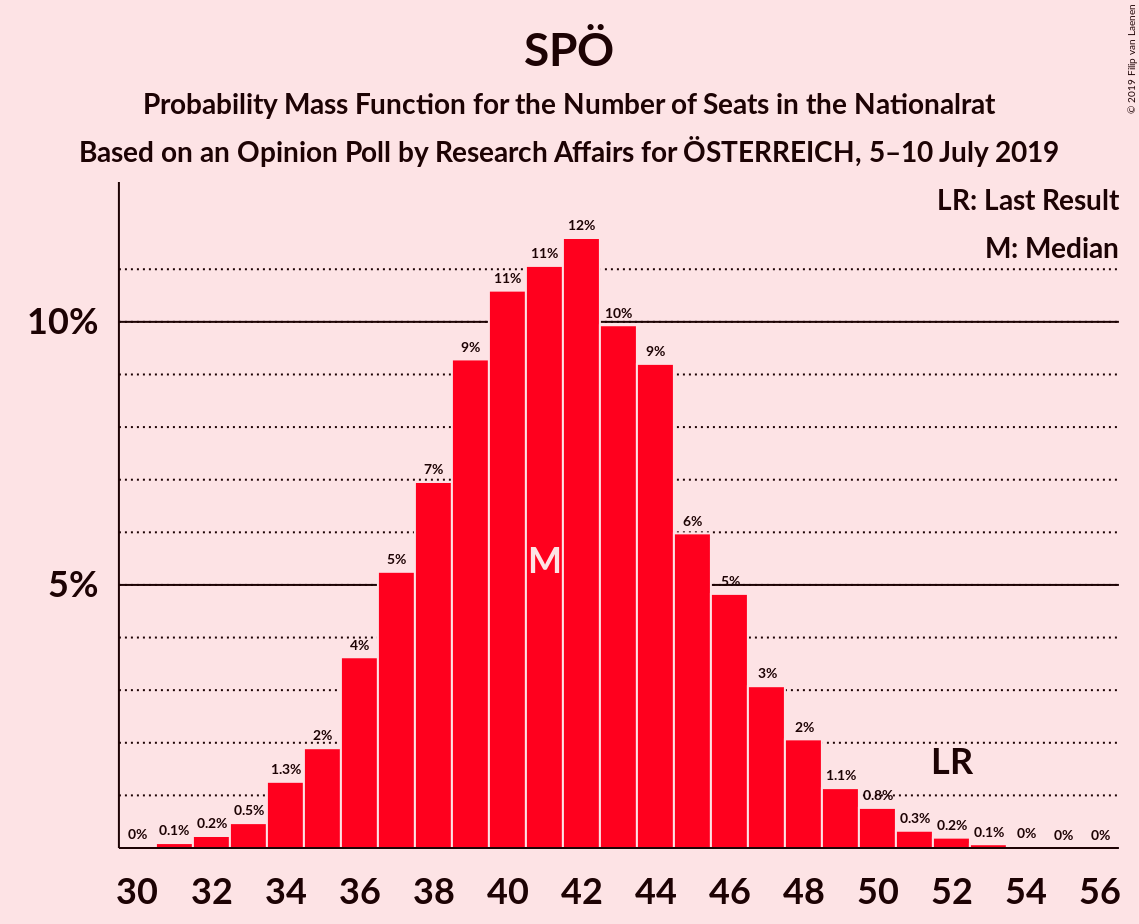 SPÖ
Probability Mass Function for the Number of Seats in the Nationalrat
Based on an Opinion Poll by Research Affairs for ÖSTERREICH, 5–10 July 2019
© 2019 Filip van Laenen
LR: Last Result
M: Median
10%
5%
0% 0.1% 0.2% 0.5% 1.3% 2% 4% 5% 7% 9% 11% 11% 12% 10% 9% 6% 5% 3% 2% 1.1% 0.8% 0.3% 0.2% 0.1% 0% 0% 0%
M
LR
30 32 34 36 38 40 42 44 46 48 50 52 54 56